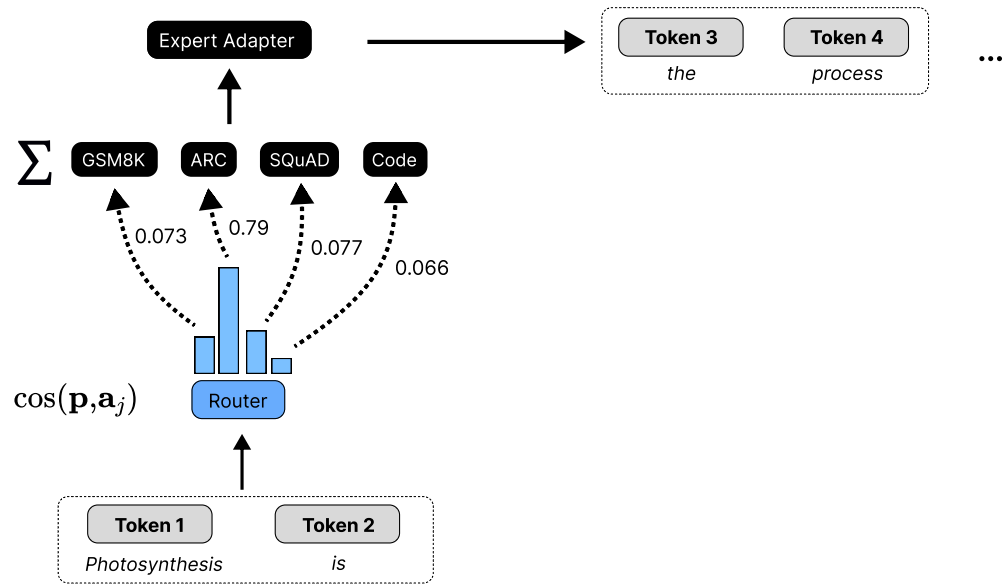 Expert Adapter
Token 3 Token 4
the process
...
∑ GSM8K ARC SQuAD Code
0.073 0.79 0.077 0.066
cos(p,aⱼ)
Router
Token 1 Token 2
Photosynthesis is